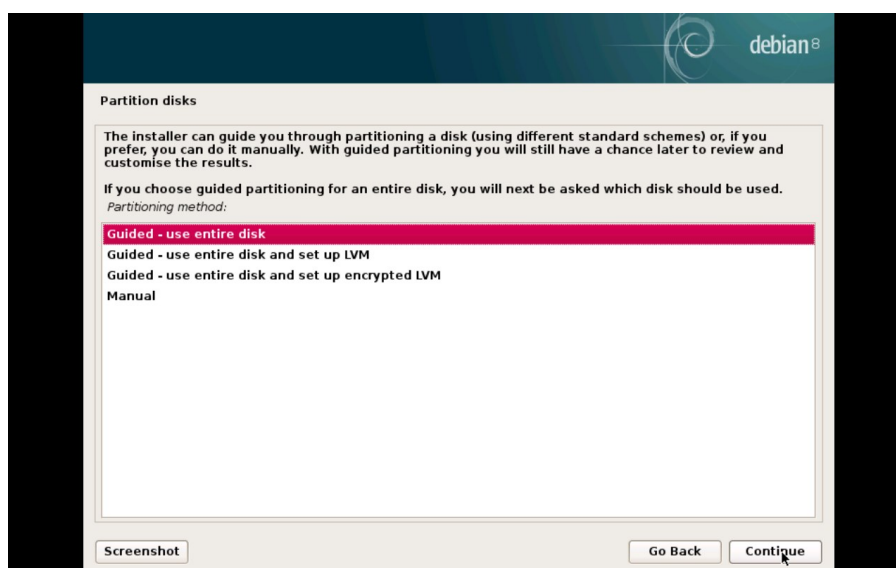 debian 8
Partition disks
The installer can guide you through partitioning a disk (using different standard schemes) or, if you
prefer, you can do it manually. With guided partitioning you will still have a chance later to review and
customise the results.
If you choose guided partitioning for an entire disk, you will next be asked which disk should be used.
Partitioning method:
Guided - use entire disk
Guided - use entire disk and set up LVM
Guided - use entire disk and set up encrypted LVM
Manual
Screenshot
Go Back
Continue